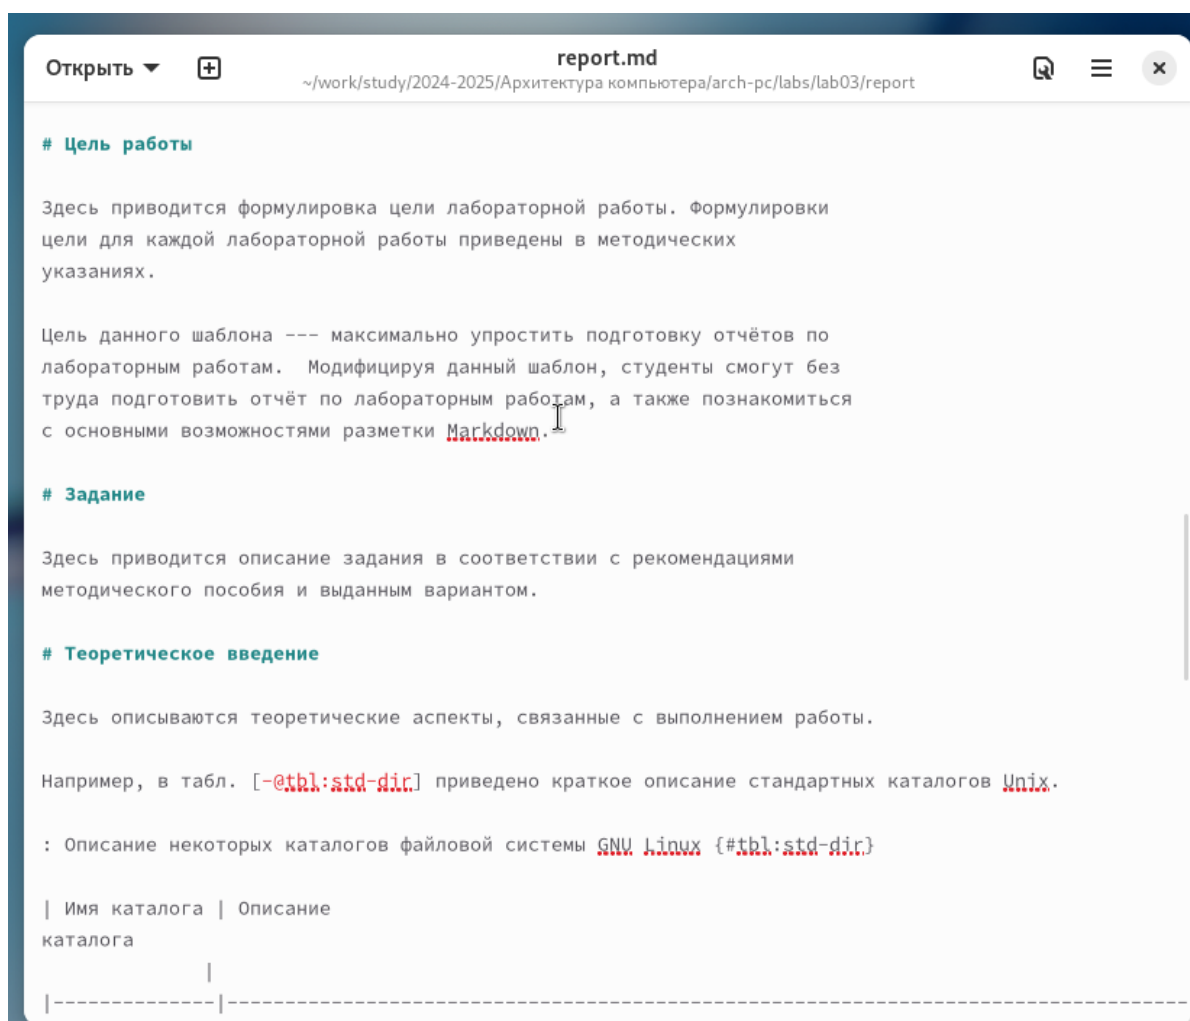 Открыть
report.md
~/work/study/2024-2025/Архитектура компьютера/arch-pc/labs/lab03/report
# Цель работы
Здесь приводится формулировка цели лабораторной работы. Формулировки
цели для каждой лабораторной работы приведены в методических
указаниях.
Цель данного шаблона --- максимально упростить подготовку отчётов по
лабораторным работам.  Модифицируя данный шаблон, студенты смогут без
труда подготовить отчёт по лабораторным работам, а также познакомиться
с основными возможностями разметки Markdown.
# Задание
Здесь приводится описание задания в соответствии с рекомендациями
методического пособия и выданным вариантом.
# Теоретическое введение
Здесь описываются теоретические аспекты, связанные с выполнением работы.
Например, в табл. [-@tbl:std-dir] приведено краткое описание стандартных каталогов Unix.
: Описание некоторых каталогов файловой системы GNU Linux {#tbl:std-dir}
| Имя каталога | Описание
каталога
|
|--------------|-----------------------------------------------------------------------------------